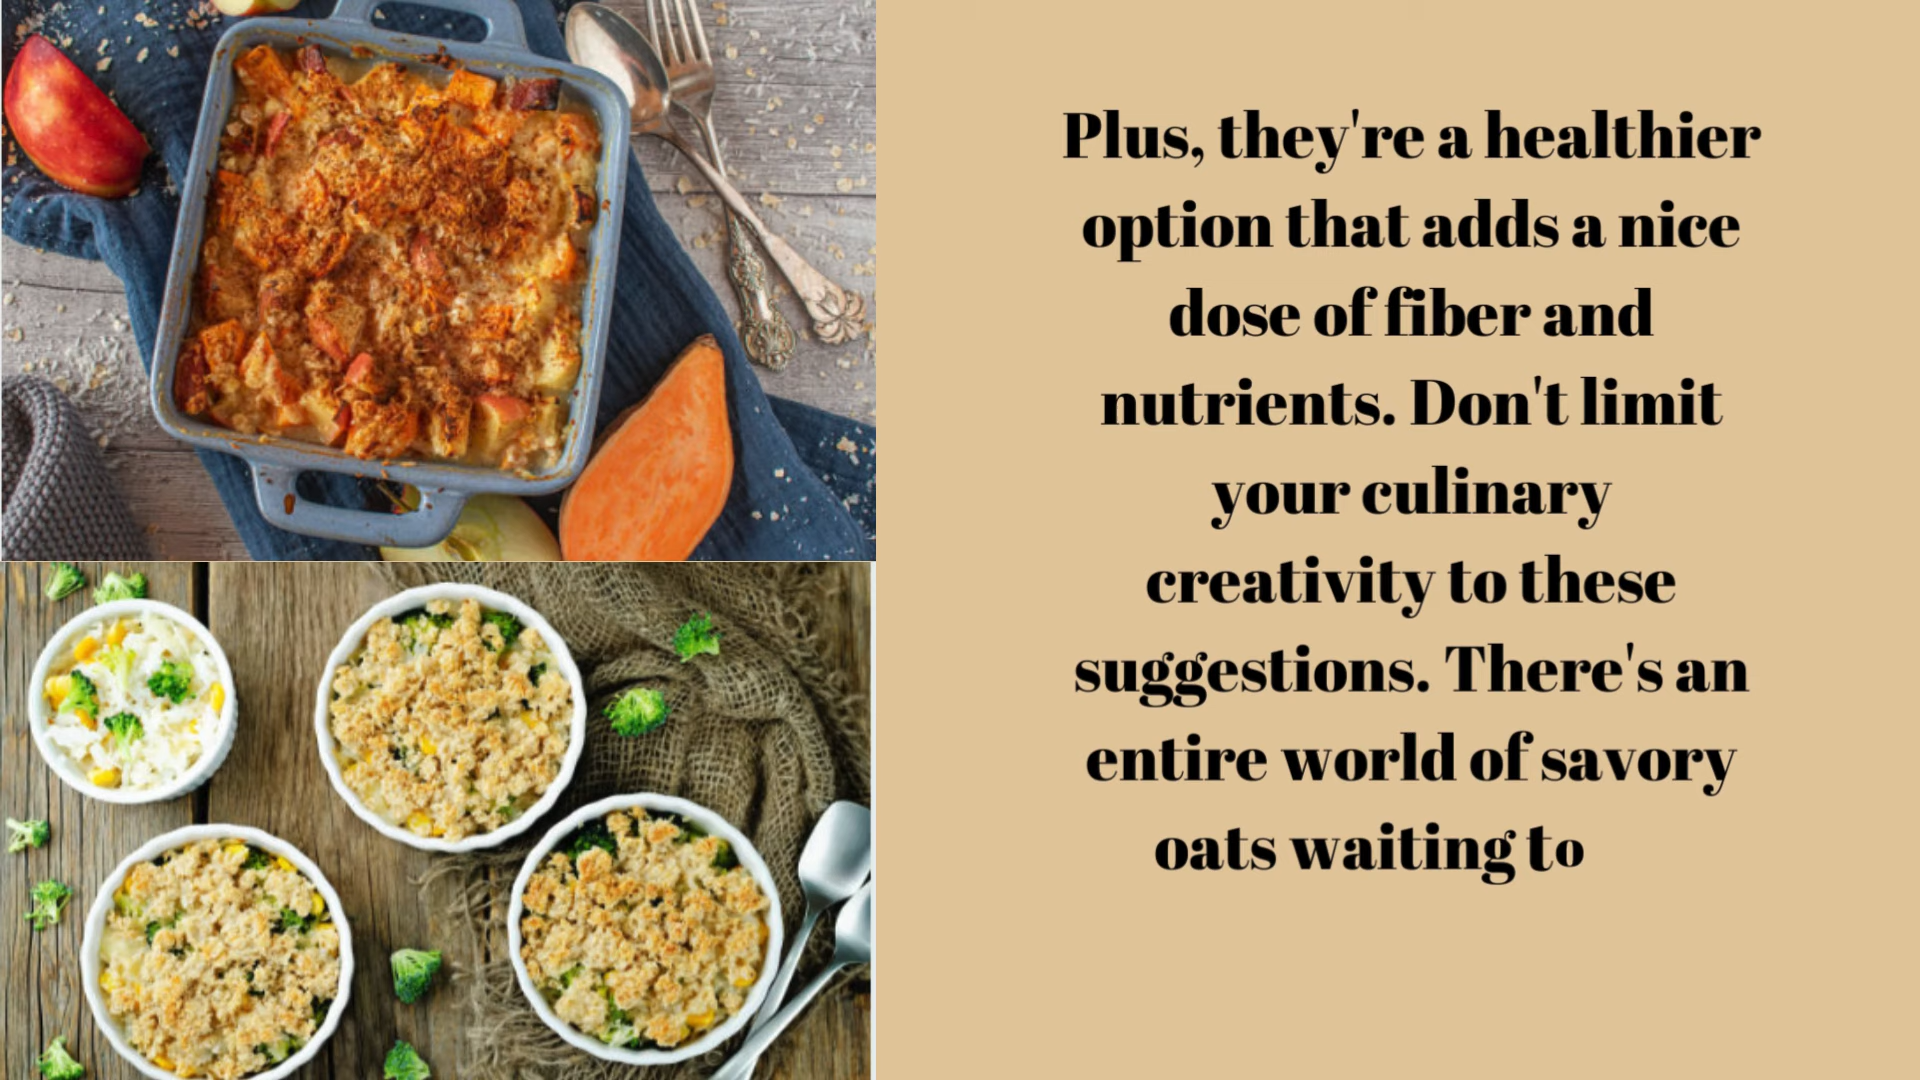 Plus, they're a healthier
option that adds a nice
dose of fiber and
nutrients. Don't limit
your culinary
creativity to these
suggestions. There's an
entire world of savory
oats waiting to